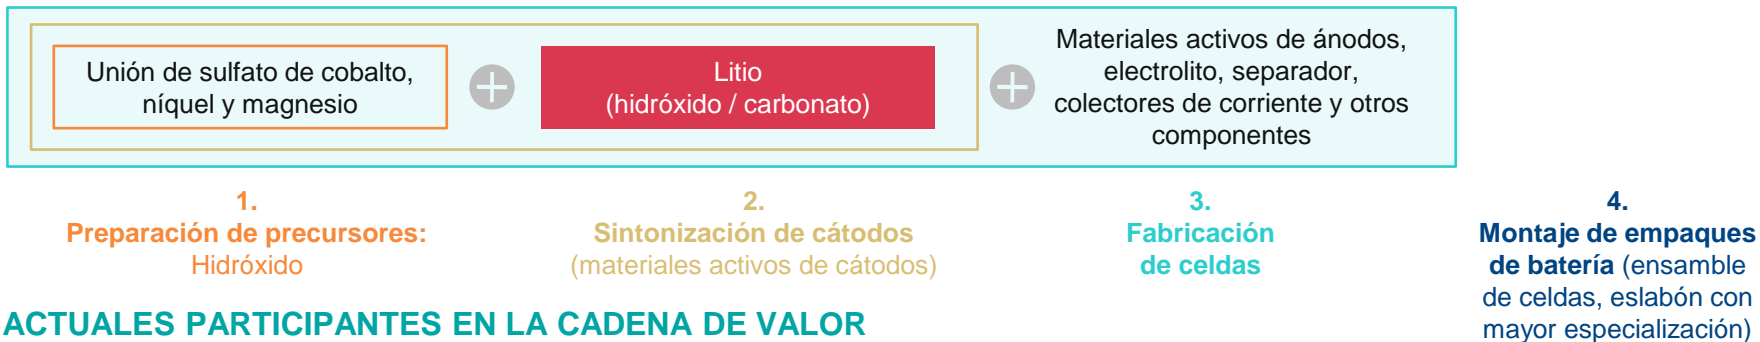 Unión de sulfato de cobalto,
níquel y magnesio
Litio
(hidróxido / carbonato)
Materiales activos de ánodos,
electrolito, separador,
colectores de corriente y otros
componentes
1.
Preparación de precursores:
Hidróxido
2.
Sintonización de cátodos
(materiales activos de cátodos)
3.
Fabricación
de celdas
4.
Montaje de empaques
de batería (ensamble
de celdas, eslabón con
mayor especialización)
ACTUALES PARTICIPANTES EN LA CADENA DE VALOR